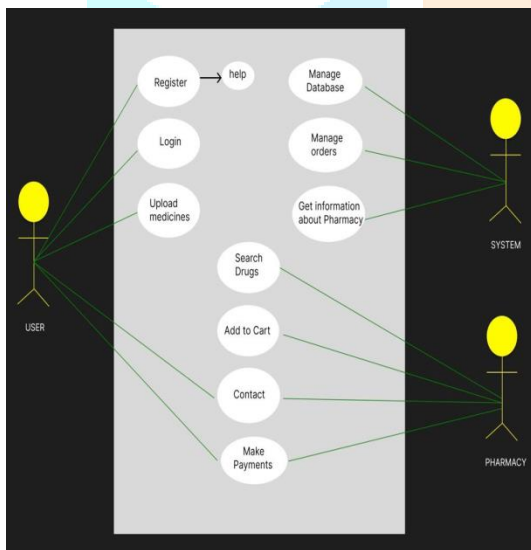 Register
help
Manage
Database
Login
Manage
orders
Upload
medicines
Get information
about Pharmacy
SYSTEM
Search
Drugs
USER
Add to Cart
Contact
Make
Payments
PHARMACY